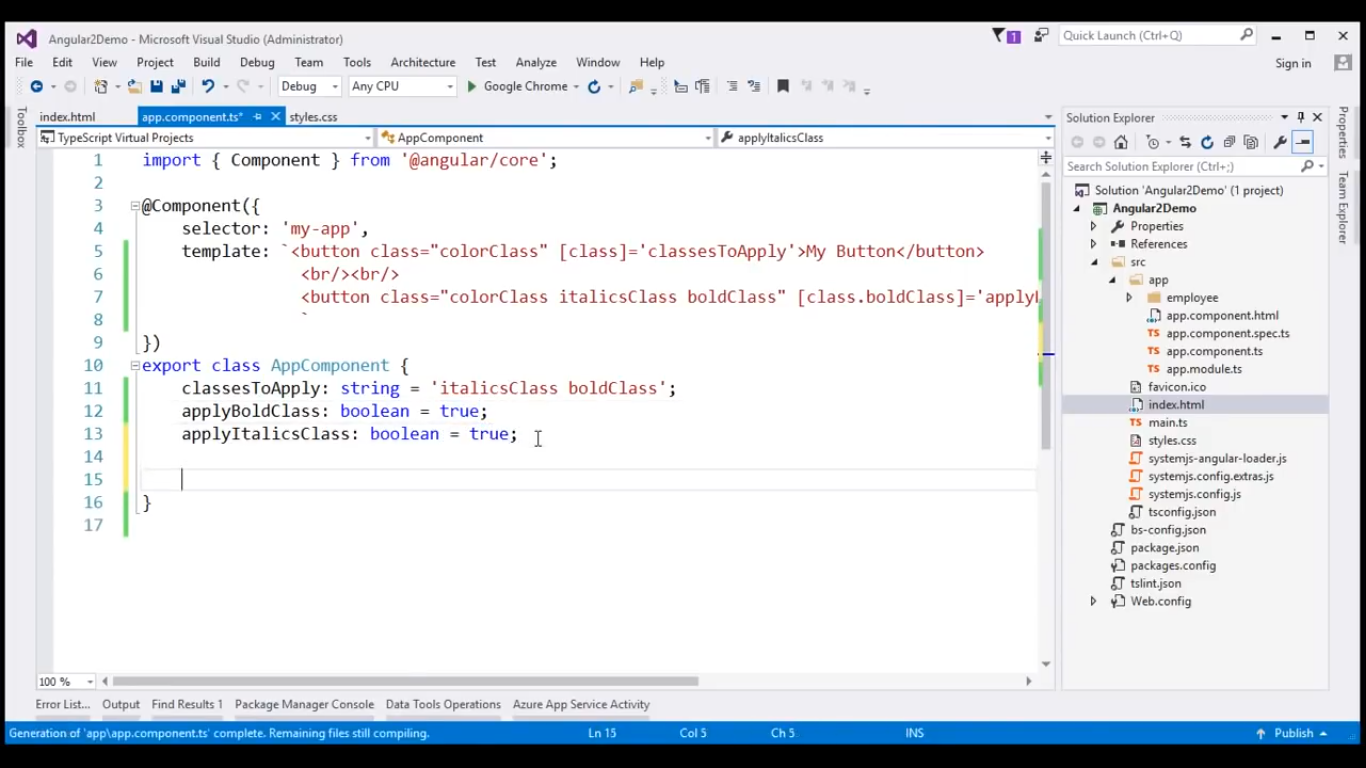 Angular2Demo - Microsoft Visual Studio (Administrator)
1
Quick Launch (Ctrl+Q)
File Edit View Project Build Debug Team Tools Architecture Test Analyze Window Help
Sign in
Debug Any CPU Google Chrome
index.html app.component.ts* styles.css
TypeScript Virtual Projects AppComponent applyItalicsClass
Toolbox
1 import { Component } from '@angular/core';
2
3 @Component({
4 selector: 'my-app',
5 template: `<button class="colorClass" [class]='classesToApply'>My Button</button>
6 <br/><br/>
7 <button class="colorClass italicsClass boldClass" [class.boldClass]='apply
8 `
9 })
10 export class AppComponent {
11 classesToApply: string = 'italicsClass boldClass';
12 applyBoldClass: boolean = true;
13 applyItalicsClass: boolean = true;
14
15
16 }
17
100 %
Solution Explorer
Search Solution Explorer (Ctrl+;)
Solution 'Angular2Demo' (1 project)
Angular2Demo
Properties
References
src
app
employee
app.component.html
TS app.component.spec.ts
TS app.component.ts
TS app.module.ts
favicon.ico
index.html
TS main.ts
styles.css
systemjs-angular-loader.js
systemjs.config.extras.js
systemjs.config.js
tsconfig.json
bs-config.json
package.json
packages.config
tslint.json
Web.config
Properties
Team Explorer
Error List... Output Find Results 1 Package Manager Console Data Tools Operations Azure App Service Activity
Generation of 'app\app.component.ts' complete. Remaining files still compiling. Ln 15 Col 5 Ch 5 INS Publish